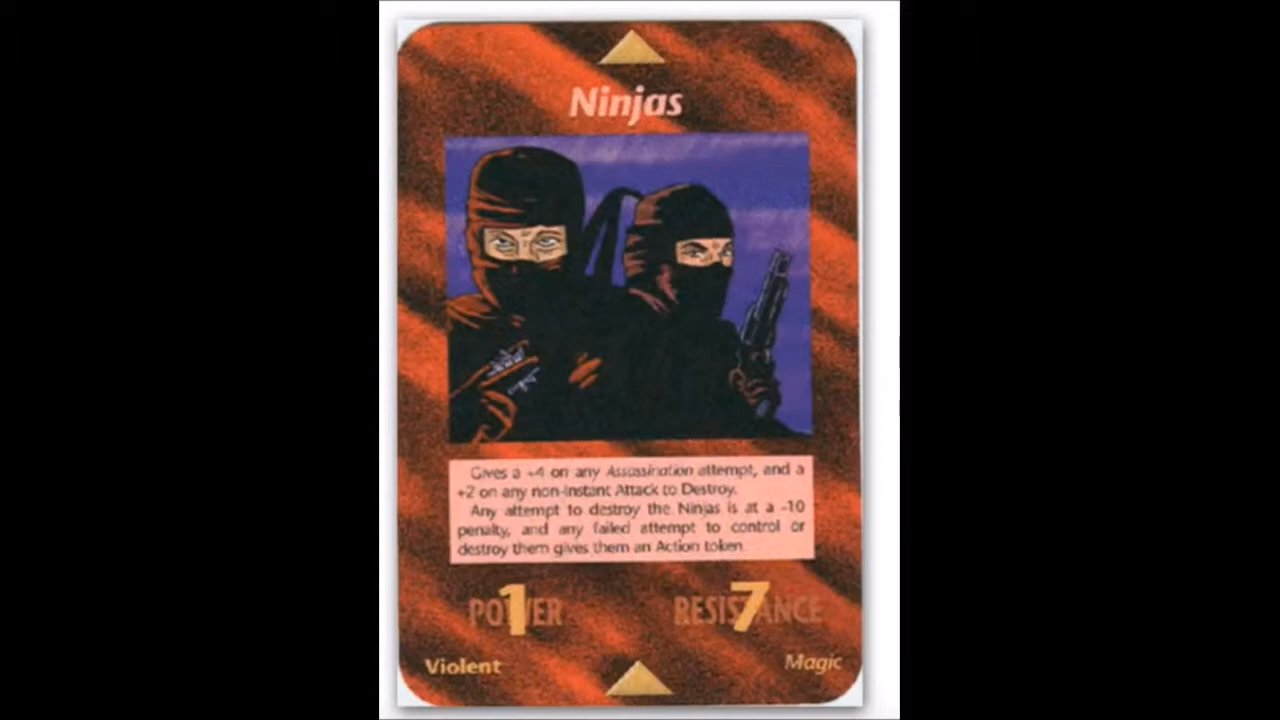 Ninjas
Gives a +4 on any Assassination attempt, and a
+2 on any non-Instant Attack to Destroy.
Any attempt to destroy the Ninjas is at a -10
penalty, and any failed attempt to control or
destroy them gives them an Action token.
POWER 1 RESISTANCE 7
Violent Magic